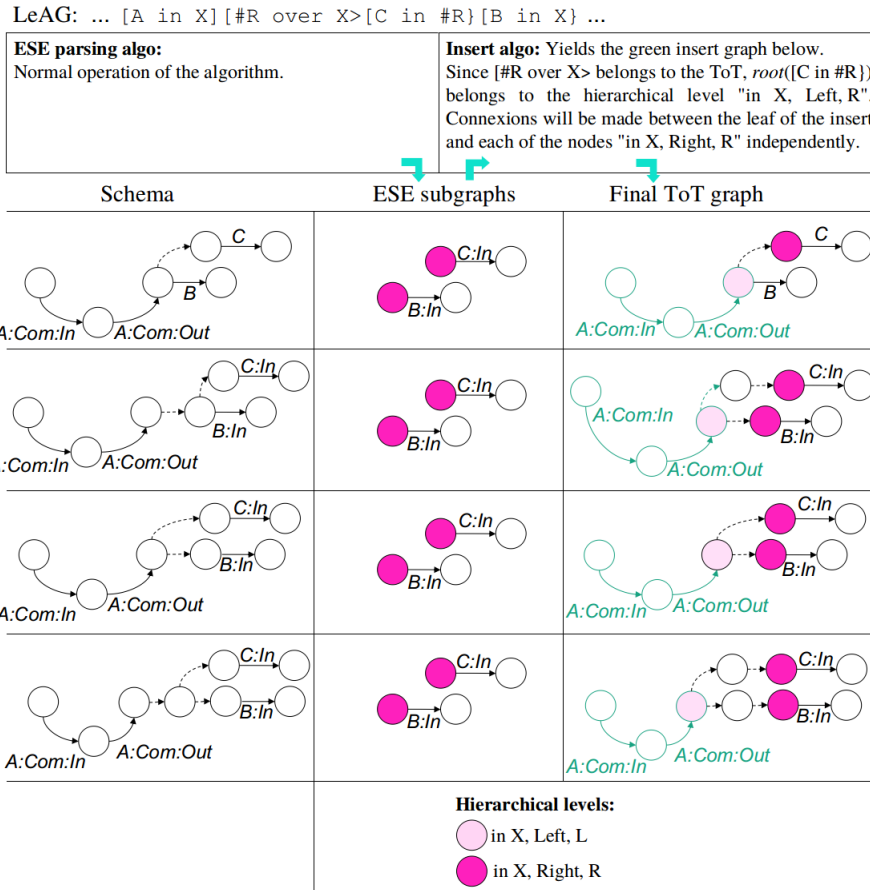 LeAG: ... [A in X][#R over X>[C in #R}[B in X} ...
ESE parsing algo:
Normal operation of the algorithm.
Insert algo: Yields the green insert graph below.
Since [#R over X> belongs to the ToT, root([C in #R})
belongs to the hierarchical level "in X, Left, R".
Connexions will be made between the leaf of the insert
and each of the nodes "in X, Right, R" independently.
Schema ESE subgraphs Final ToT graph
C
B
A:Com:In A:Com:Out
C:In
B:In
C
B
A:Com:In A:Com:Out
C:In
B:In
A:Com:In A:Com:Out
C:In
B:In
C:In
A:Com:In
B:In
A:Com:Out
C:In
B:In
A:Com:In A:Com:Out
C:In
B:In
C:In
B:In
A:Com:In A:Com:Out
C:In
B:In
A:Com:In A:Com:Out
C:In
B:In
C:In
B:In
A:Com:In A:Com:Out
Hierarchical levels:
in X, Left, L
in X, Right, R